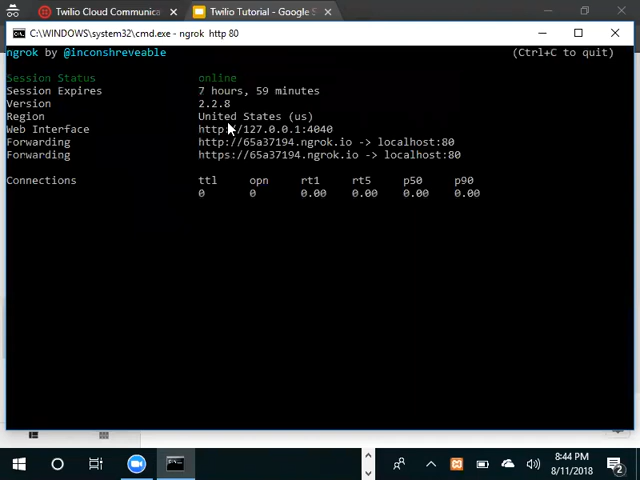 Twilio Cloud Communica
Twilio Tutorial - Google S
C:\WINDOWS\system32\cmd.exe - ngrok  http 80
ngrok by @inconshreveable (Ctrl+C to quit)
Session Status online
Session Expires 7 hours, 59 minutes
Version 2.2.8
Region United States (us)
Web Interface http://127.0.0.1:4040
Forwarding http://65a37194.ngrok.io -> localhost:80
Forwarding https://65a37194.ngrok.io -> localhost:80
Connections ttl opn rt1 rt5 p50 p90
0 0 0.00 0.00 0.00 0.00
8:44 PM
8/11/2018
2